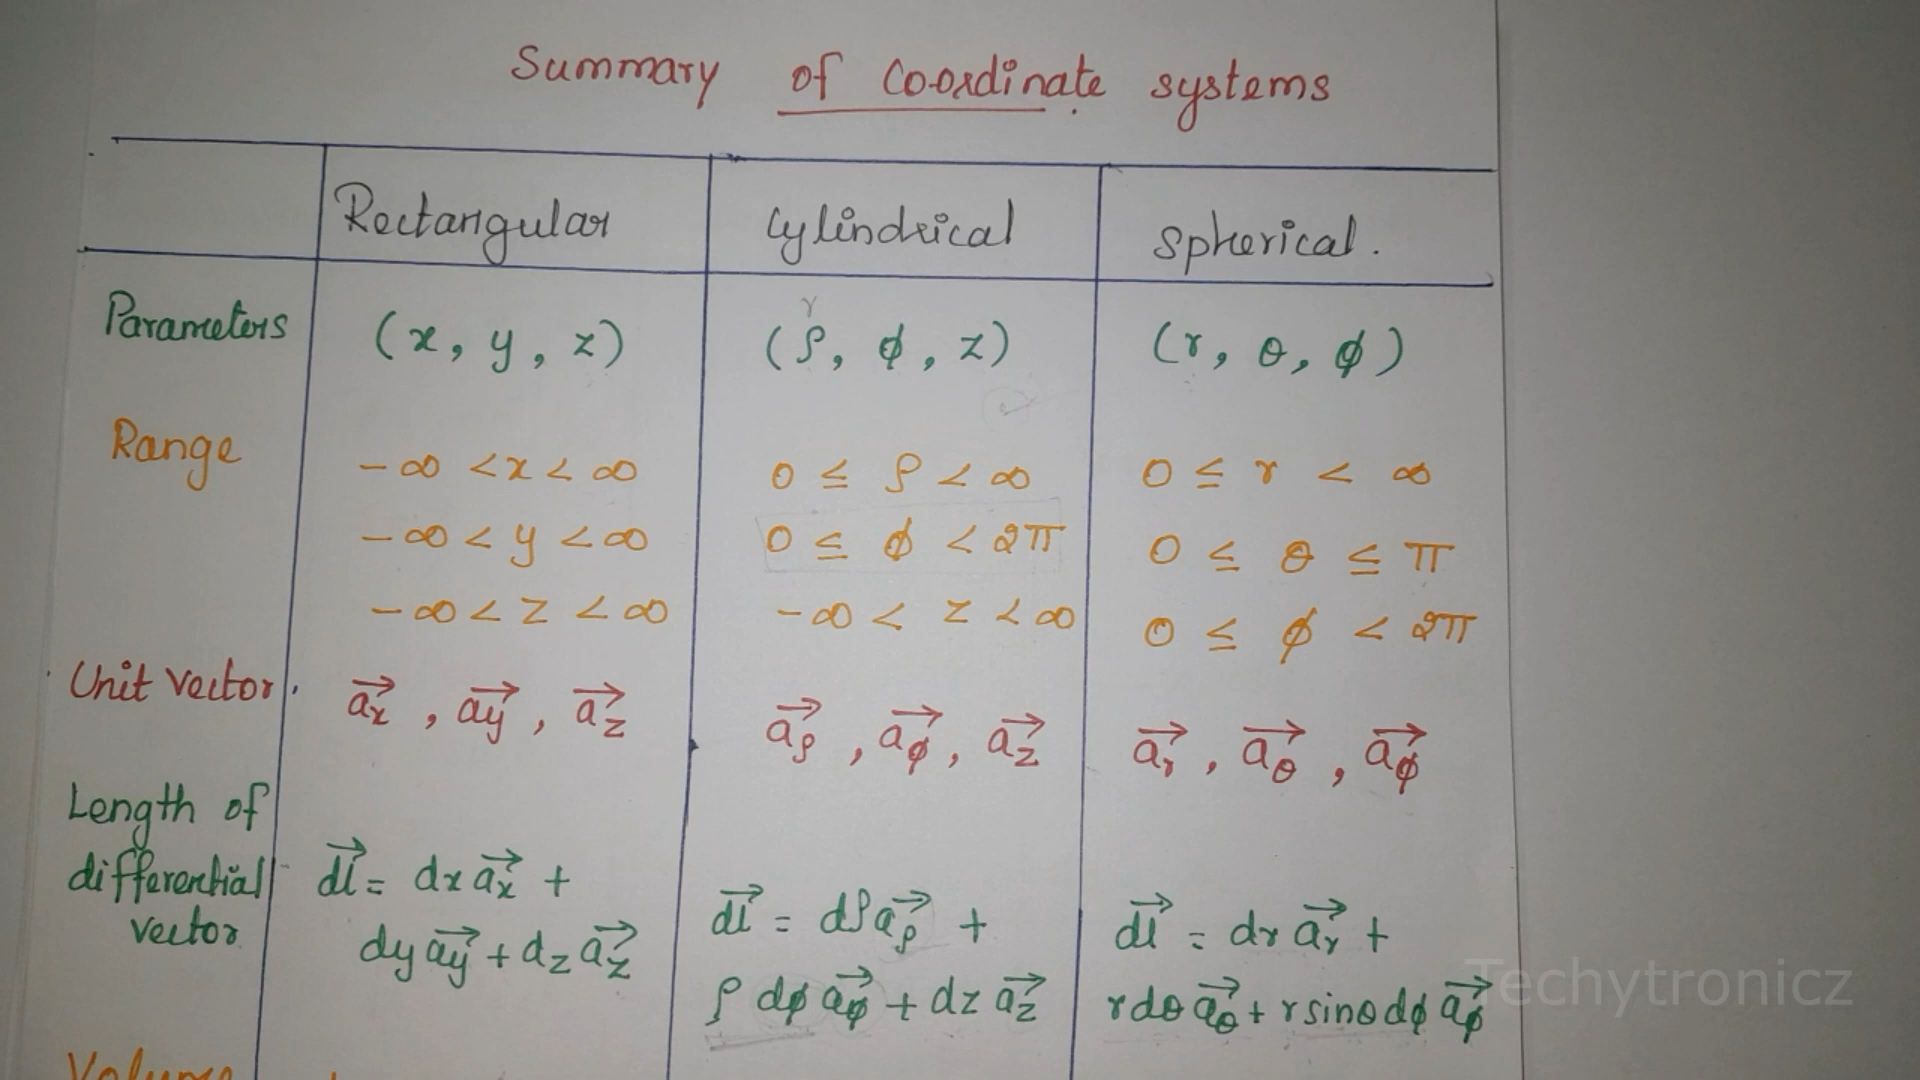 Summary of Co-ordinate systems
Rectangular Cylindrical Spherical.
Parameters (x, y, z) (ρ, ϕ, z) (r, θ, ϕ)
r
Range
-∞ < x < ∞ 0 ≤ ρ < ∞ 0 ≤ r < ∞
-∞ < y < ∞ 0 ≤ ϕ < 2π 0 ≤ θ ≤ π
-∞ < z < ∞ -∞ < z < ∞ 0 ≤ ϕ < 2π
Unit Vector. a⃗x, a⃗y, a⃗z a⃗ρ, a⃗ϕ, a⃗z a⃗r, a⃗θ, a⃗ϕ
Length of
differential
vector
dl⃗ = dx a⃗x +
dy a⃗y + dz a⃗z
dl⃗ = dρ a⃗ρ +
ρ dϕ a⃗ϕ + dz a⃗z
dl⃗ = dr a⃗r +
r dθ a⃗θ + r sinθ dϕ a⃗ϕ
Techytronicz
Volume